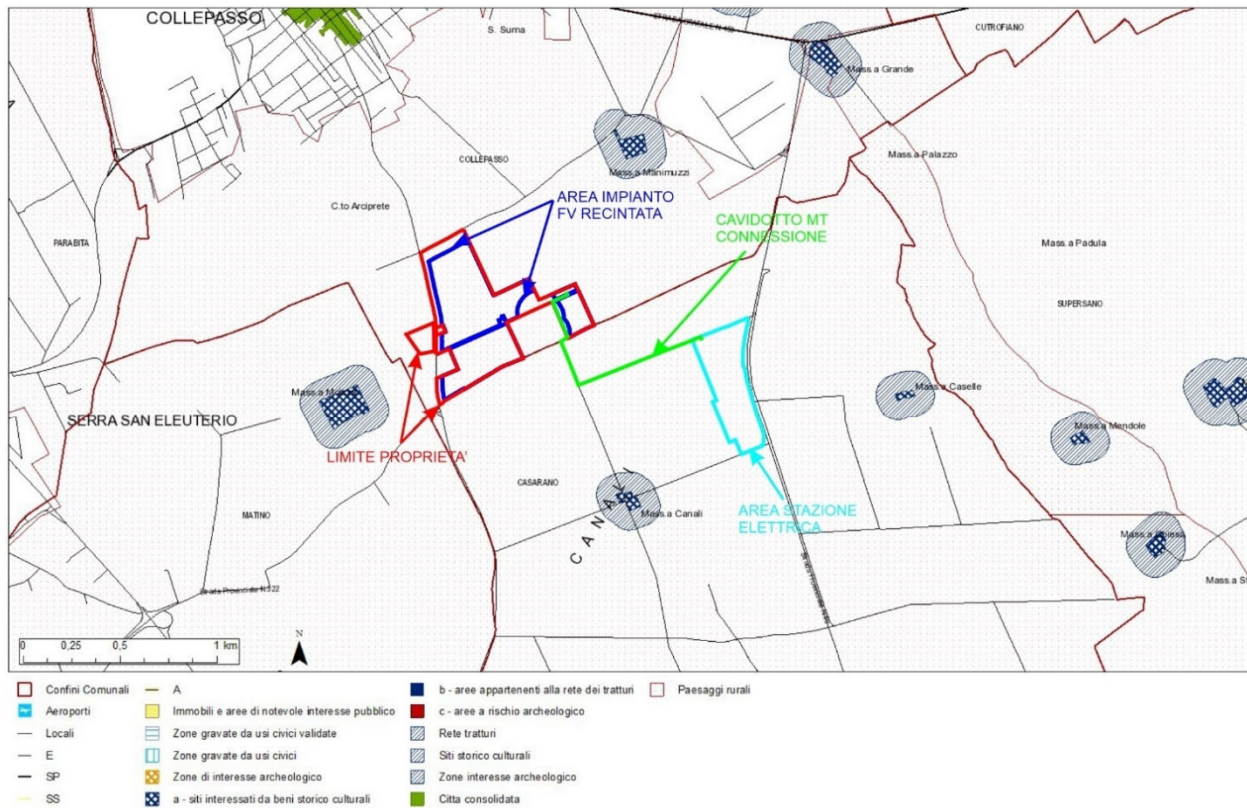 COLLEPASSO
S. Suma
CUTROFIANO
Mass.a Grande
Mass.a Palazzo
COLLEPASSO
Mass.a Manimuzzi
C.to Arciprete
AREA IMPIANTO
FV RECINTATA
CAVIDOTTO MT
CONNESSIONE
PARABITA
Mass.a Padula
SUPERSANO
SERRA SAN ELEUTERIO
LIMITE PROPRIETA'
Mass.a Caselle
Mass.a Mendole
CASARANO
MATINO
CANALI
Mass.a Canali
AREA STAZIONE
ELETTRICA
0 0,25 0,5 1 km
N
Confini Comunali
Aeroporti
Locali
E
SP
SS
A
Immobili e aree di notevole interesse pubblico
Zone gravate da usi civici validate
Zone gravate da usi civici
Zone di interesse archeologico
a - siti interessati da beni storico culturali
b - aree appartenenti alla rete dei tratturi
c - aree a rischio archeologico
Rete tratturi
Siti storico culturali
Zone interesse archeologico
Citta consolidata
Paesaggi rurali